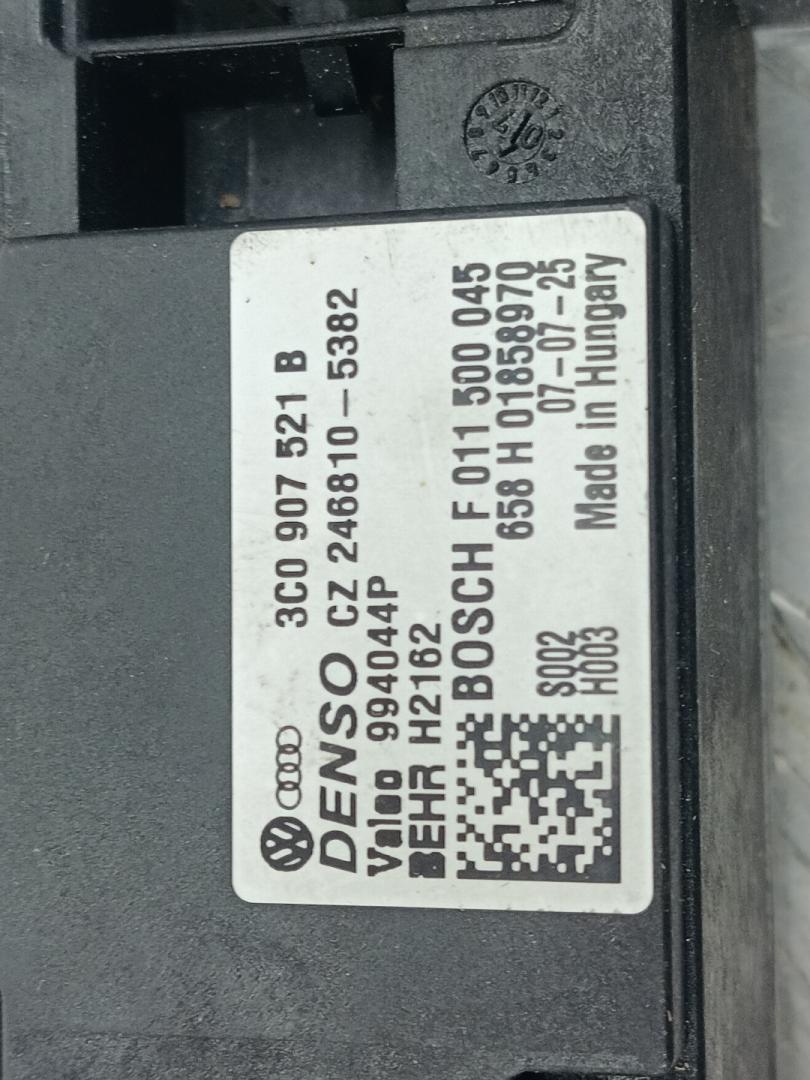 3C0 907 521 B
DENSO CZ 246810-5382
Valeo 994044P
BEHR H2162
BOSCH F 011 500 045
658 H 01858970
S002 07-07-25
H003 Made in Hungary